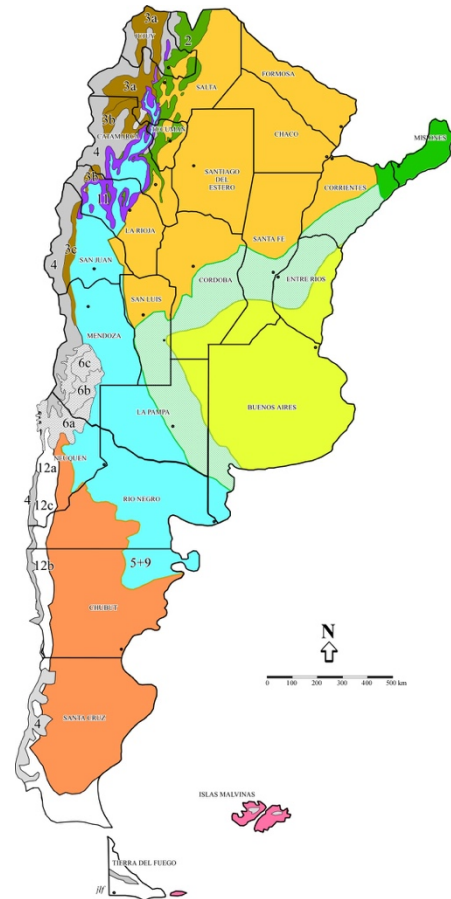 3a
JUJUY
2
SALTA
FORMOSA
3a
CHACO
3b
TUCUMAN
MISIONES
CATAMARCA
4
SANTIAGO
DEL
ESTERO
CORRIENTES
3b
11
LA RIOJA
SANTA FE
3c
SAN JUAN
4
CORDOBA
ENTRE RIOS
SAN LUIS
MENDOZA
6c
6b
BUENOS AIRES
LA PAMPA
6a
NEUQUEN
12a
4
12c
RIO NEGRO
5+9
12b
CHUBUT
N
0 100 200 300 400 500 km
SANTA CRUZ
4
ISLAS MALVINAS
TIERRA DEL FUEGO